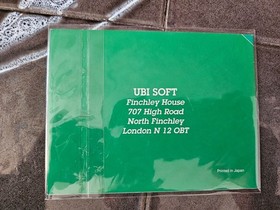 UBI SOFT
Finchley House
707 High Road
North Finchley
London N 12 OBT
Printed in Japan